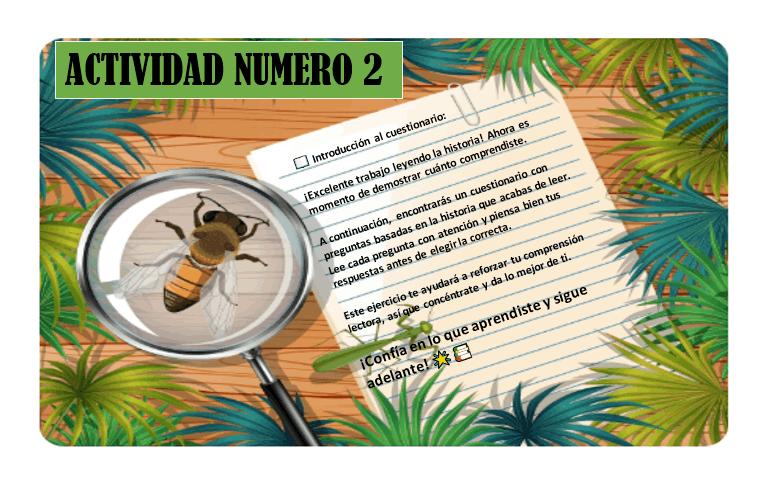 ACTIVIDAD NUMERO 2
Introducción al cuestionario:
¡Excelente trabajo leyendo la historia! Ahora es
momento de demostrar cuánto comprendiste.
A continuación, encontrarás un cuestionario con
preguntas basadas en la historia que acabas de leer.
Lee cada pregunta con atención y piensa bien tus
respuestas antes de elegir la correcta.
Este ejercicio te ayudará a reforzar tu comprensión
lectora, así que concéntrate y da lo mejor de ti.
¡Confía en lo que aprendiste y sigue
adelante!